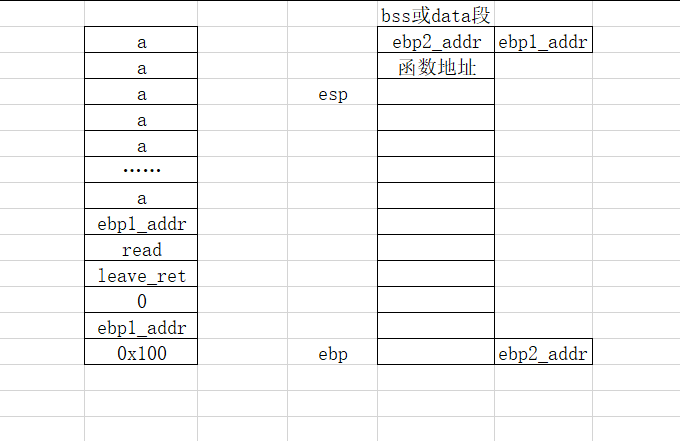 bss或data段
a ebp2_addr ebp1_addr
a 函数地址
a esp
a
a
……
a
ebp1_addr
read
leave_ret
0
ebp1_addr
0x100 ebp ebp2_addr